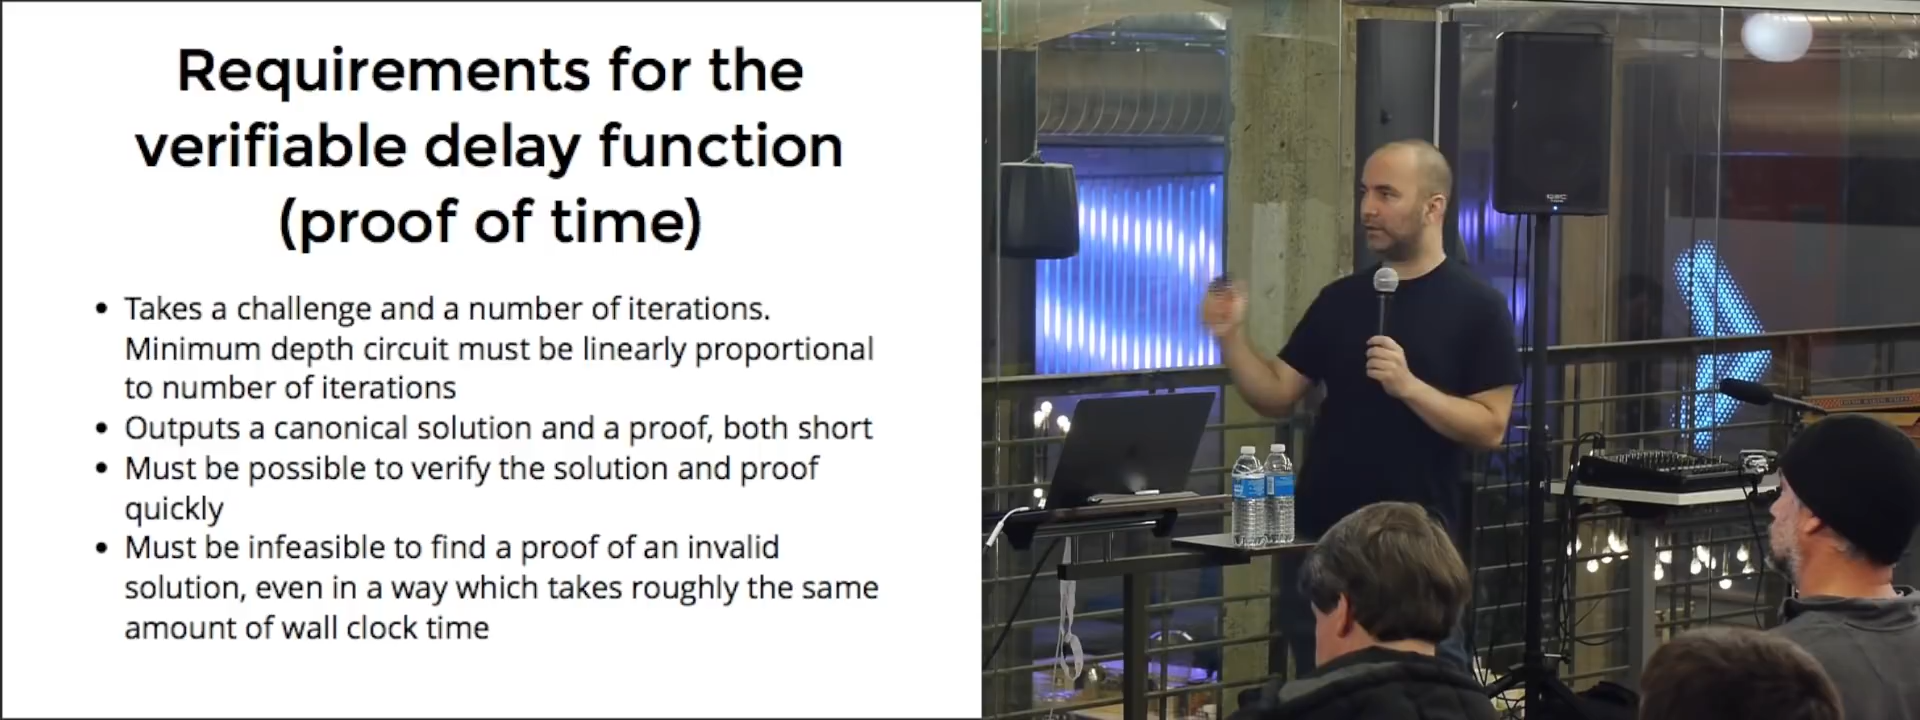 Requirements for the
verifiable delay function
(proof of time)
• Takes a challenge and a number of iterations.
Minimum depth circuit must be linearly proportional
to number of iterations
• Outputs a canonical solution and a proof, both short
• Must be possible to verify the solution and proof
quickly
• Must be infeasible to find a proof of an invalid
solution, even in a way which takes roughly the same
amount of wall clock time
QSC